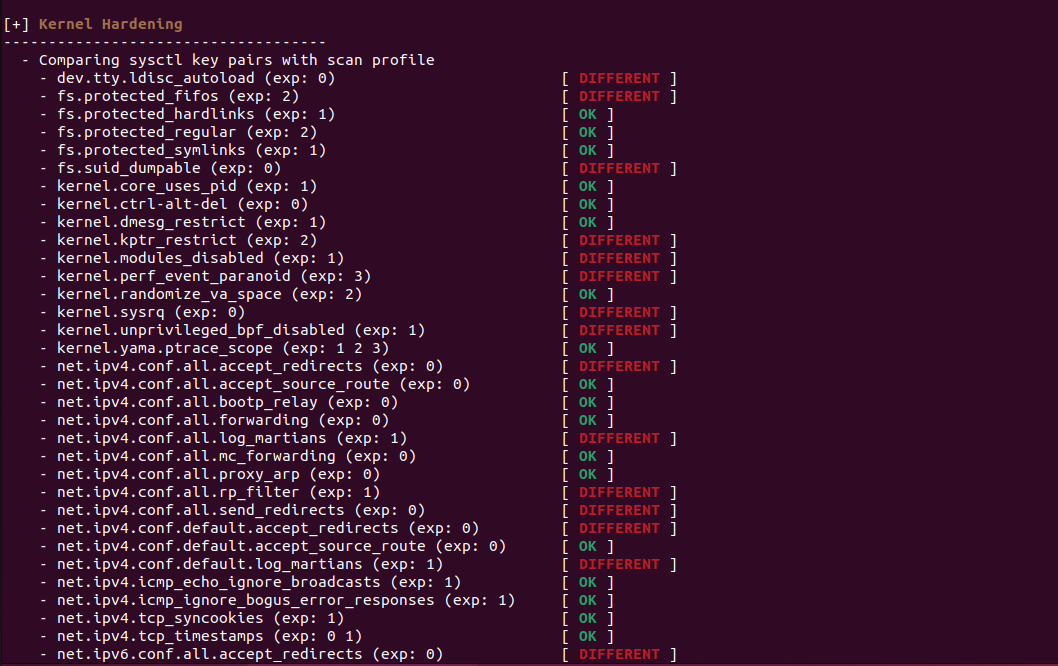 [+] Kernel Hardening
------------------------------------
- Comparing sysctl key pairs with scan profile
- dev.tty.ldisc_autoload (exp: 0) [ DIFFERENT ]
- fs.protected_fifos (exp: 2) [ DIFFERENT ]
- fs.protected_hardlinks (exp: 1) [ OK ]
- fs.protected_regular (exp: 2) [ OK ]
- fs.protected_symlinks (exp: 1) [ OK ]
- fs.suid_dumpable (exp: 0) [ DIFFERENT ]
- kernel.core_uses_pid (exp: 1) [ OK ]
- kernel.ctrl-alt-del (exp: 0) [ OK ]
- kernel.dmesg_restrict (exp: 1) [ OK ]
- kernel.kptr_restrict (exp: 2) [ DIFFERENT ]
- kernel.modules_disabled (exp: 1) [ DIFFERENT ]
- kernel.perf_event_paranoid (exp: 3) [ DIFFERENT ]
- kernel.randomize_va_space (exp: 2) [ OK ]
- kernel.sysrq (exp: 0) [ DIFFERENT ]
- kernel.unprivileged_bpf_disabled (exp: 1) [ DIFFERENT ]
- kernel.yama.ptrace_scope (exp: 1 2 3) [ OK ]
- net.ipv4.conf.all.accept_redirects (exp: 0) [ DIFFERENT ]
- net.ipv4.conf.all.accept_source_route (exp: 0) [ OK ]
- net.ipv4.conf.all.bootp_relay (exp: 0) [ OK ]
- net.ipv4.conf.all.forwarding (exp: 0) [ OK ]
- net.ipv4.conf.all.log_martians (exp: 1) [ DIFFERENT ]
- net.ipv4.conf.all.mc_forwarding (exp: 0) [ OK ]
- net.ipv4.conf.all.proxy_arp (exp: 0) [ OK ]
- net.ipv4.conf.all.rp_filter (exp: 1) [ DIFFERENT ]
- net.ipv4.conf.all.send_redirects (exp: 0) [ DIFFERENT ]
- net.ipv4.conf.default.accept_redirects (exp: 0) [ DIFFERENT ]
- net.ipv4.conf.default.accept_source_route (exp: 0) [ OK ]
- net.ipv4.conf.default.log_martians (exp: 1) [ DIFFERENT ]
- net.ipv4.icmp_echo_ignore_broadcasts (exp: 1) [ OK ]
- net.ipv4.icmp_ignore_bogus_error_responses (exp: 1) [ OK ]
- net.ipv4.tcp_syncookies (exp: 1) [ OK ]
- net.ipv4.tcp_timestamps (exp: 0 1) [ OK ]
- net.ipv6.conf.all.accept_redirects (exp: 0) [ DIFFERENT ]